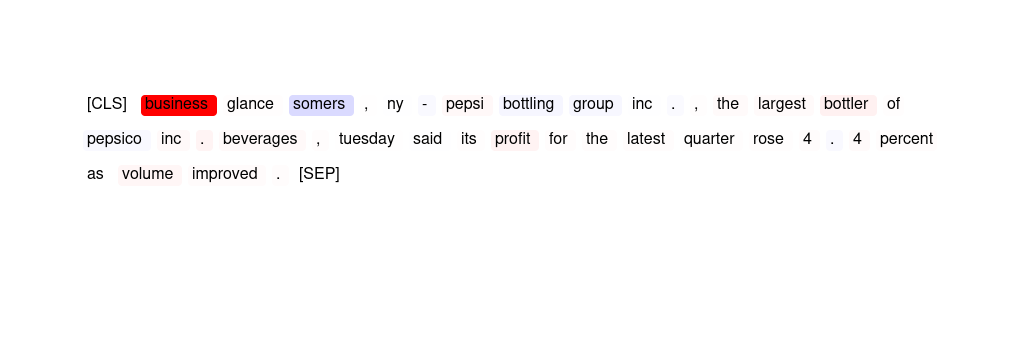 [CLS] business glance somers , ny - pepsi bottling group inc . , the largest bottler of
pepsico inc . beverages , tuesday said its profit for the latest quarter rose 4 . 4 percent
as volume improved . [SEP]